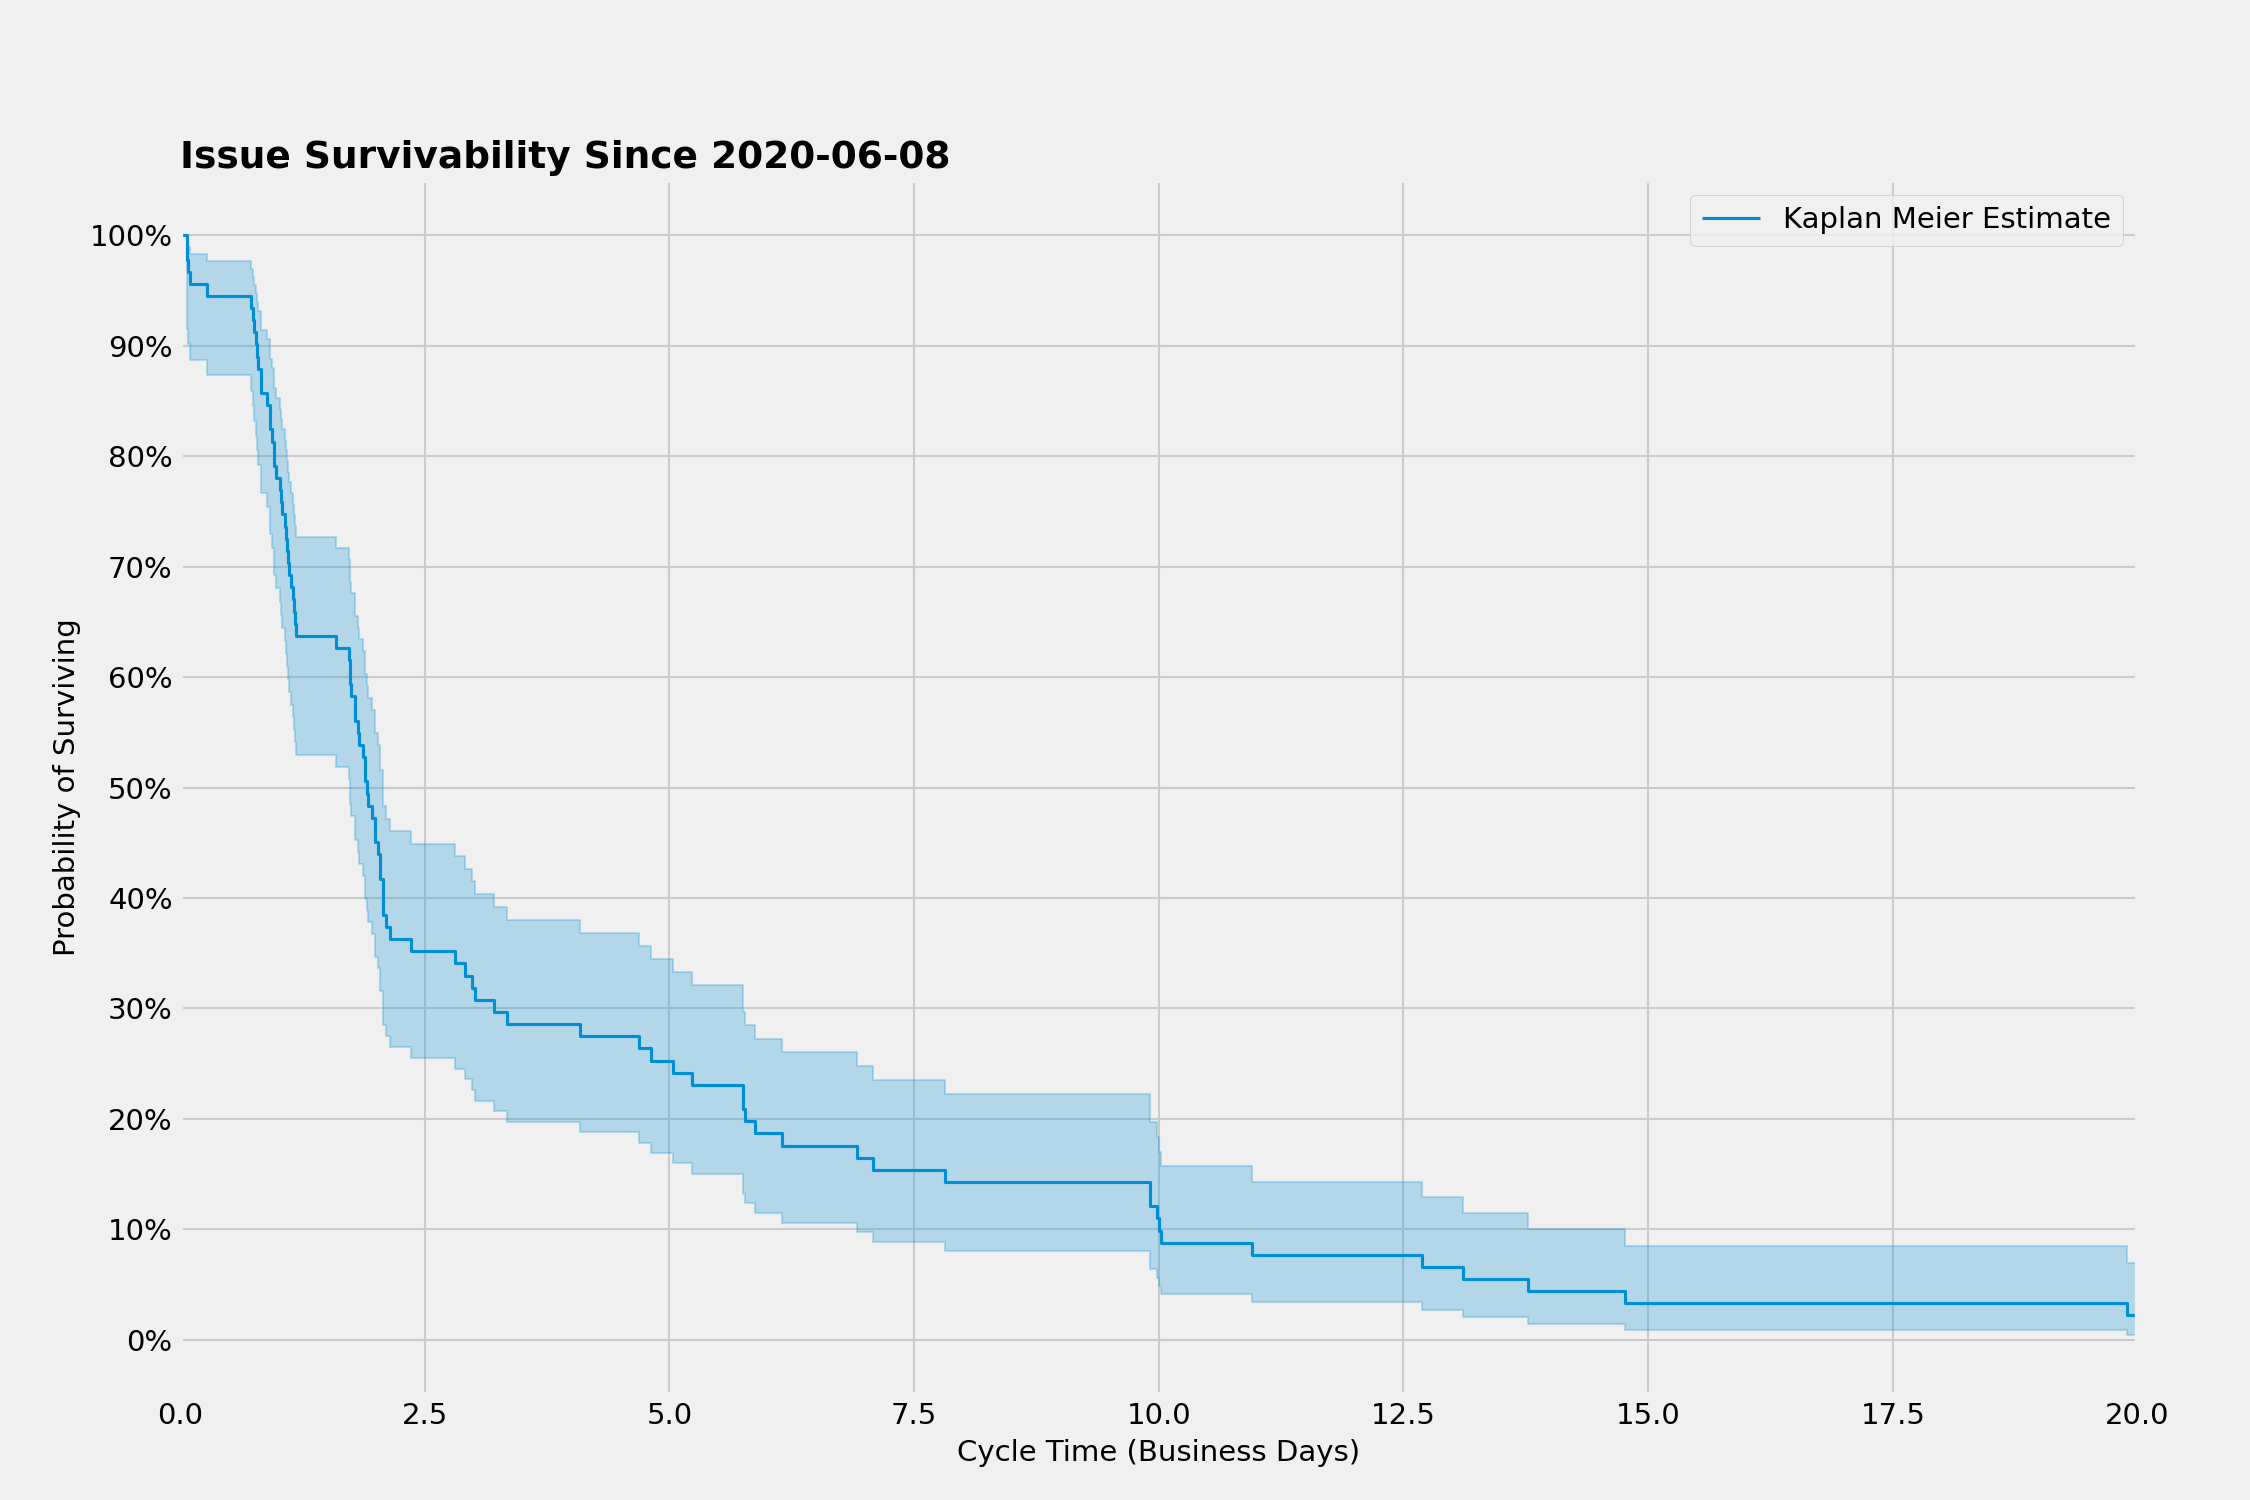 Issue Survivability Since 2020-06-08
Kaplan Meier Estimate
100%
90%
80%
70%
60%
50%
40%
30%
20%
10%
0%
Probability of Surviving
0.0 2.5 5.0 7.5 10.0 12.5 15.0 17.5 20.0
Cycle Time (Business Days)